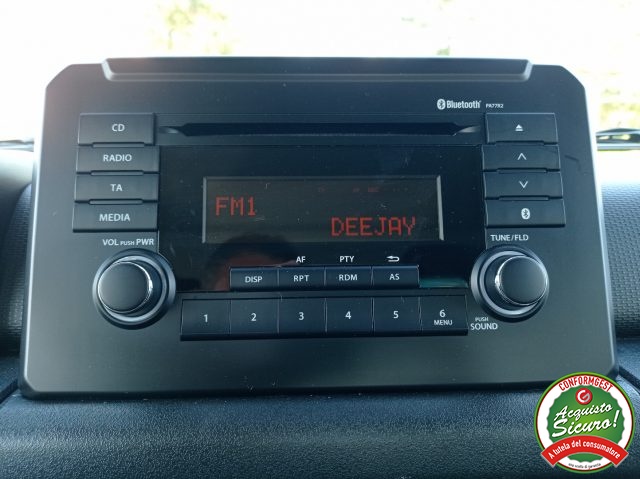 Bluetooth PA77R2
CD
RADIO
TA
MEDIA
VOL PUSH PWR
FM1
DEEJAY
TUNE/FLD
AF PTY
DISP RPT RDM AS
1 2 3 4 5 6
MENU
PUSH
SOUND
CONFORMGEST
Acquisto
Sicuro!
A tutela del consumatore